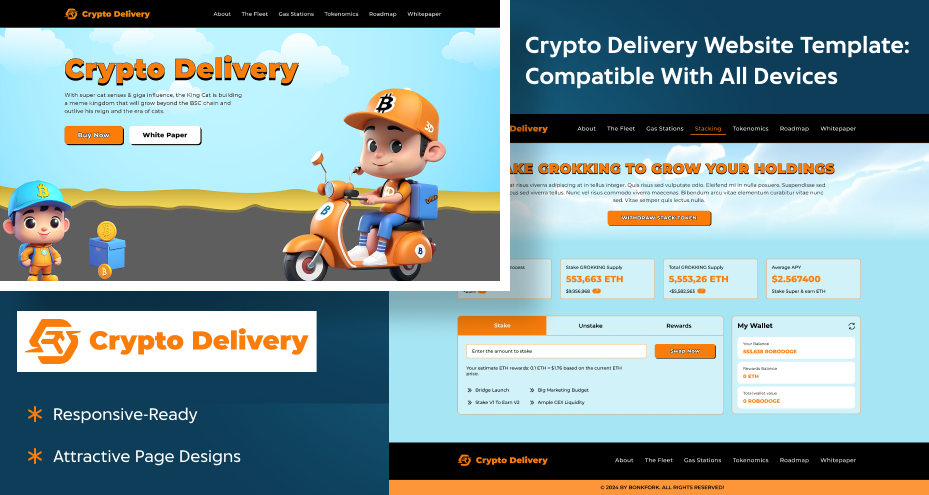 Crypto Delivery
About The Fleet Gas Stations Tokenomics Roadmap Whitepaper
Crypto Delivery
With super cat senses & giga influence, the King Cat is building
a meme kingdom that will grow beyond the BSC chain and
outlive his reign and the era of cats.
Buy Now White Paper
Crypto Delivery Website Template:
Compatible With All Devices
Delivery
About The Fleet Gas Stations Stacking Tokenomics Roadmap Whitepaper
AKE GROKKING TO GROW YOUR HOLDINGS
at risus viverra adipiscing at in tellus integer. Quis risus sed vulputate odio. Eleifend mi in nulla posuere. Suspendisse sed
sed viverra tellus. Nunc vel risus commodo viverra maecenas. Bibendum arcu vitae elementum curabitur vitae nunc
sed. Vitae semper quis lectus nulla.
WITHDRAW STACK TOKEN
Stake GROKKING Supply
553,663 ETH
$9,956,968
Total GROKKING Supply
5,553,26 ETH
+$5,582,565
Average APY
$2.567400
Stake Super & earn ETH
Stake Unstake Rewards
Enter the amount to stake
Swap Now
Your estimate ETH rewards: 0.1 ETH = $1.76 based on the current ETH
price.
Bridge Launch Big Marketing Budget
Stake V1 To Earn V2 Ample CEX Liquidity
My Wallet
Your Balance
553,638 ROBODOGE
Rewards Balance
0 ETH
Total wallet value
0 ROBODOGE
Crypto Delivery
Responsive-Ready
Attractive Page Designs
Crypto Delivery
About The Fleet Gas Stations Tokenomics Roadmap Whitepaper
© 2024 BY BONKFORK. ALL RIGHTS RESERVED!